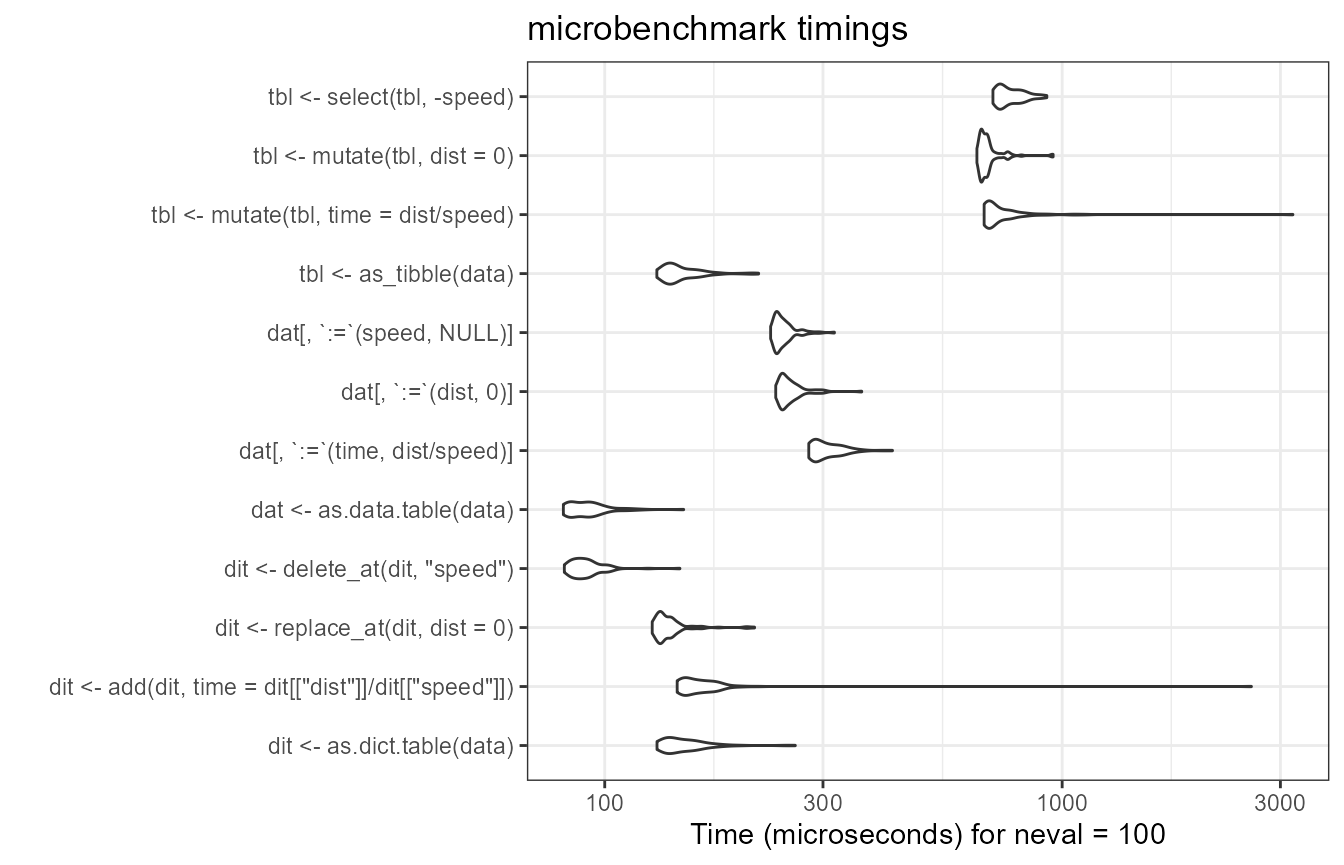 microbenchmark timings
tbl <- select(tbl, -speed)
tbl <- mutate(tbl, dist = 0)
tbl <- mutate(tbl, time = dist/speed)
tbl <- as_tibble(data)
dat[, `:=`(speed, NULL)]
dat[, `:=`(dist, 0)]
dat[, `:=`(time, dist/speed)]
dat <- as.data.table(data)
dit <- delete_at(dit, "speed")
dit <- replace_at(dit, dist = 0)
dit <- add(dit, time = dit[["dist"]]/dit[["speed"]])
dit <- as.dict.table(data)
100 300 1000 3000
Time (microseconds) for neval = 100